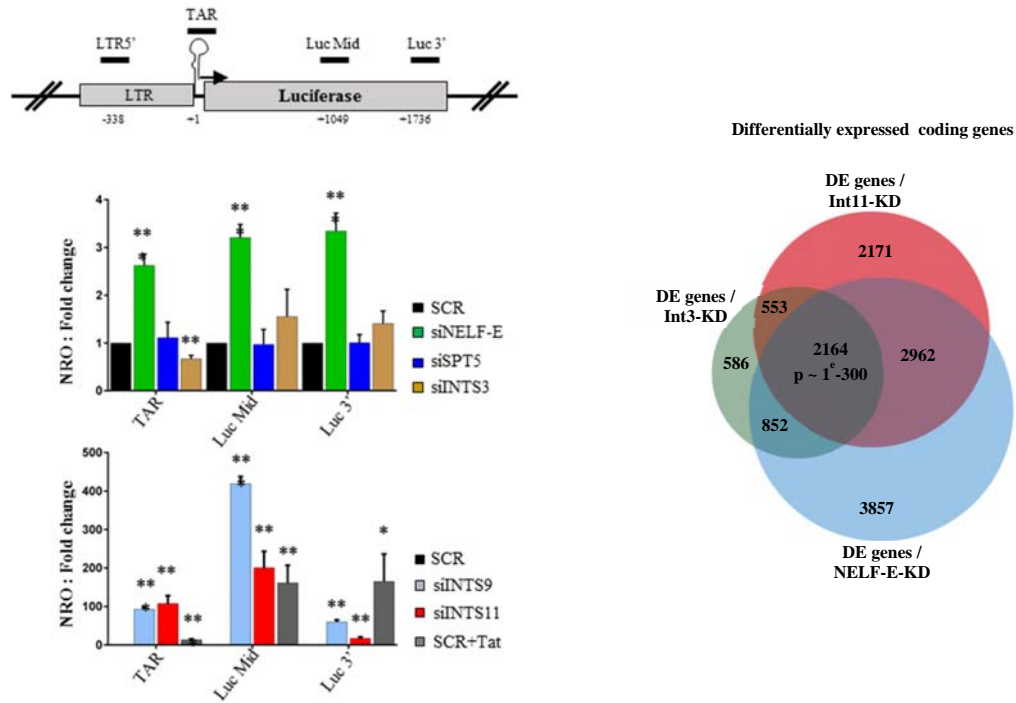 TAR
LTR5'
Luc Mid
Luc 3'
LTR
Luciferase
-338
+1
+1049
+1736
NRO : Fold change
4
3
2
1
0
**
*
**
**
*
**
*
TAR
Luc Mid
Luc 3'
SCR
siNELF-E
siSPT5
siINTS3
NRO : Fold change
500
400
300
200
100
0
**
*
**
**
**
*
**
**
**
**
*
TAR
Luc Mid
Luc 3'
SCR
siINTS9
siINTS11
SCR+Tat
Differentially expressed coding genes
DE genes /
Int11-KD
2171
DE genes /
Int3-KD
553
586
2164
p ~ 1e-300
2962
852
3857
DE genes /
NELF-E-KD